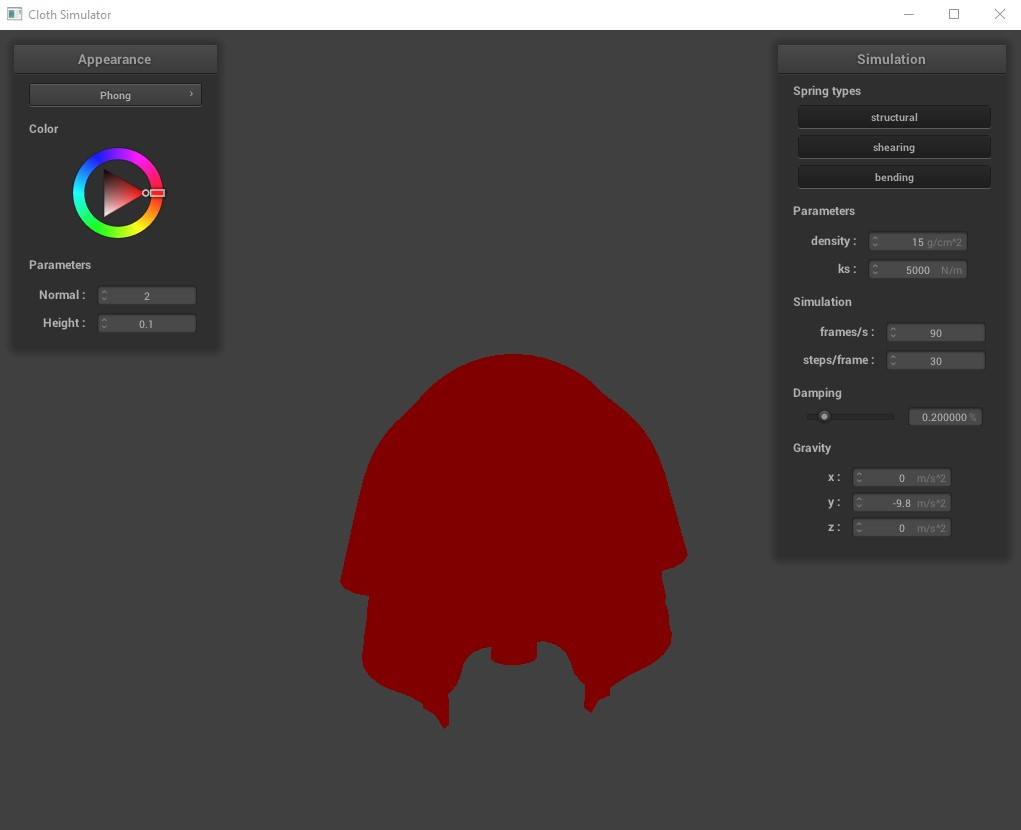 Cloth Simulator
Appearance
Phong
Color
Parameters
Normal : 2
Height : 0.1
Simulation
Spring types
structural
shearing
bending
Parameters
density : 15 g/cm^2
ks : 5000 N/m
Simulation
frames/s : 90
steps/frame : 30
Damping
0.200000 %
Gravity
x : 0 m/s^2
y : -9.8 m/s^2
z : 0 m/s^2